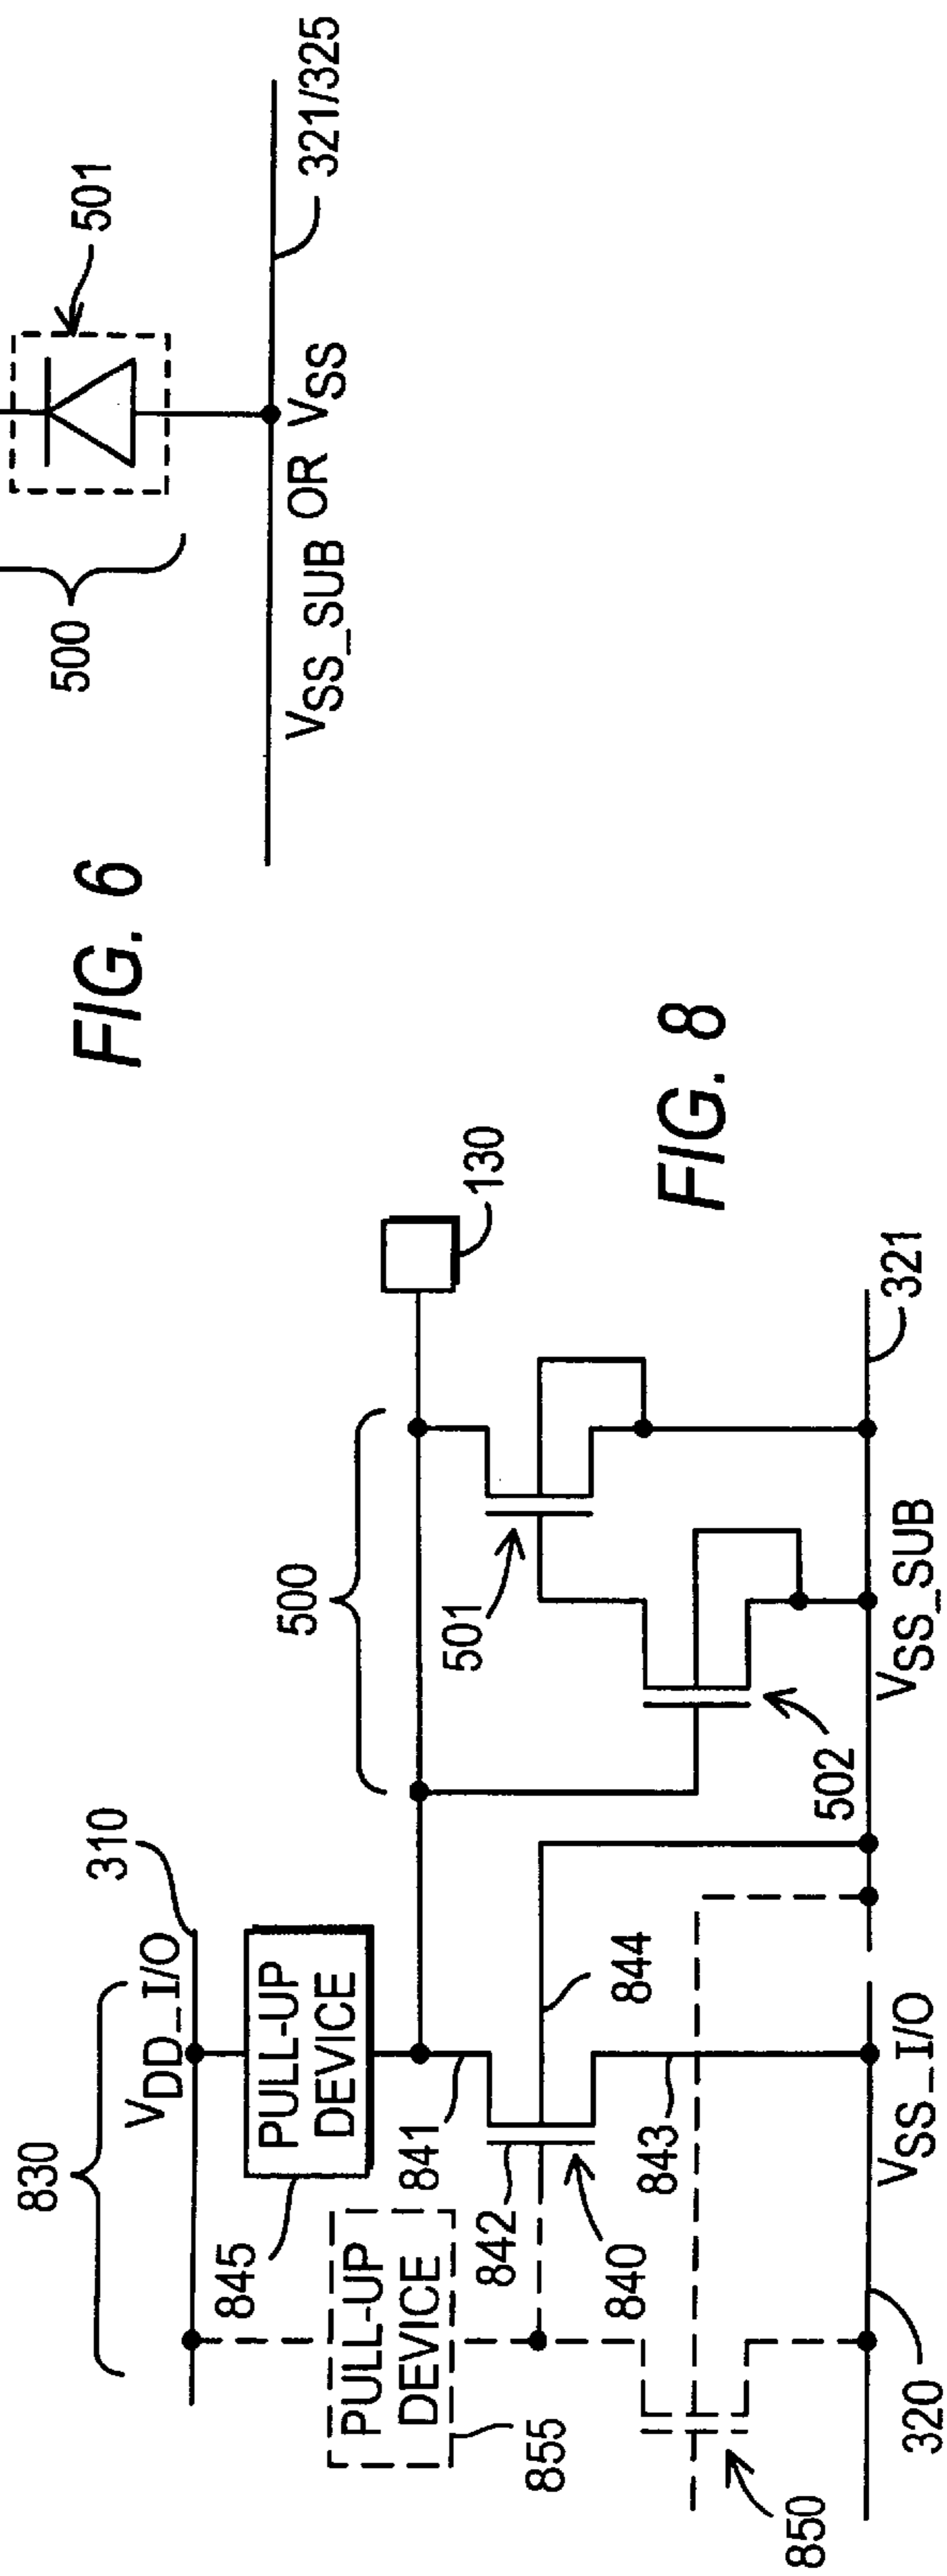 501
500
321/325
VSS_SUB OR VSS
FIG. 6
830
VDD_I/O
310
845
PULL-UP
DEVICE
500
130
855
PULL-UP
DEVICE
841
842
840
843
844
501
502
850
320
VSS_I/O
VSS_SUB
321
FIG. 8